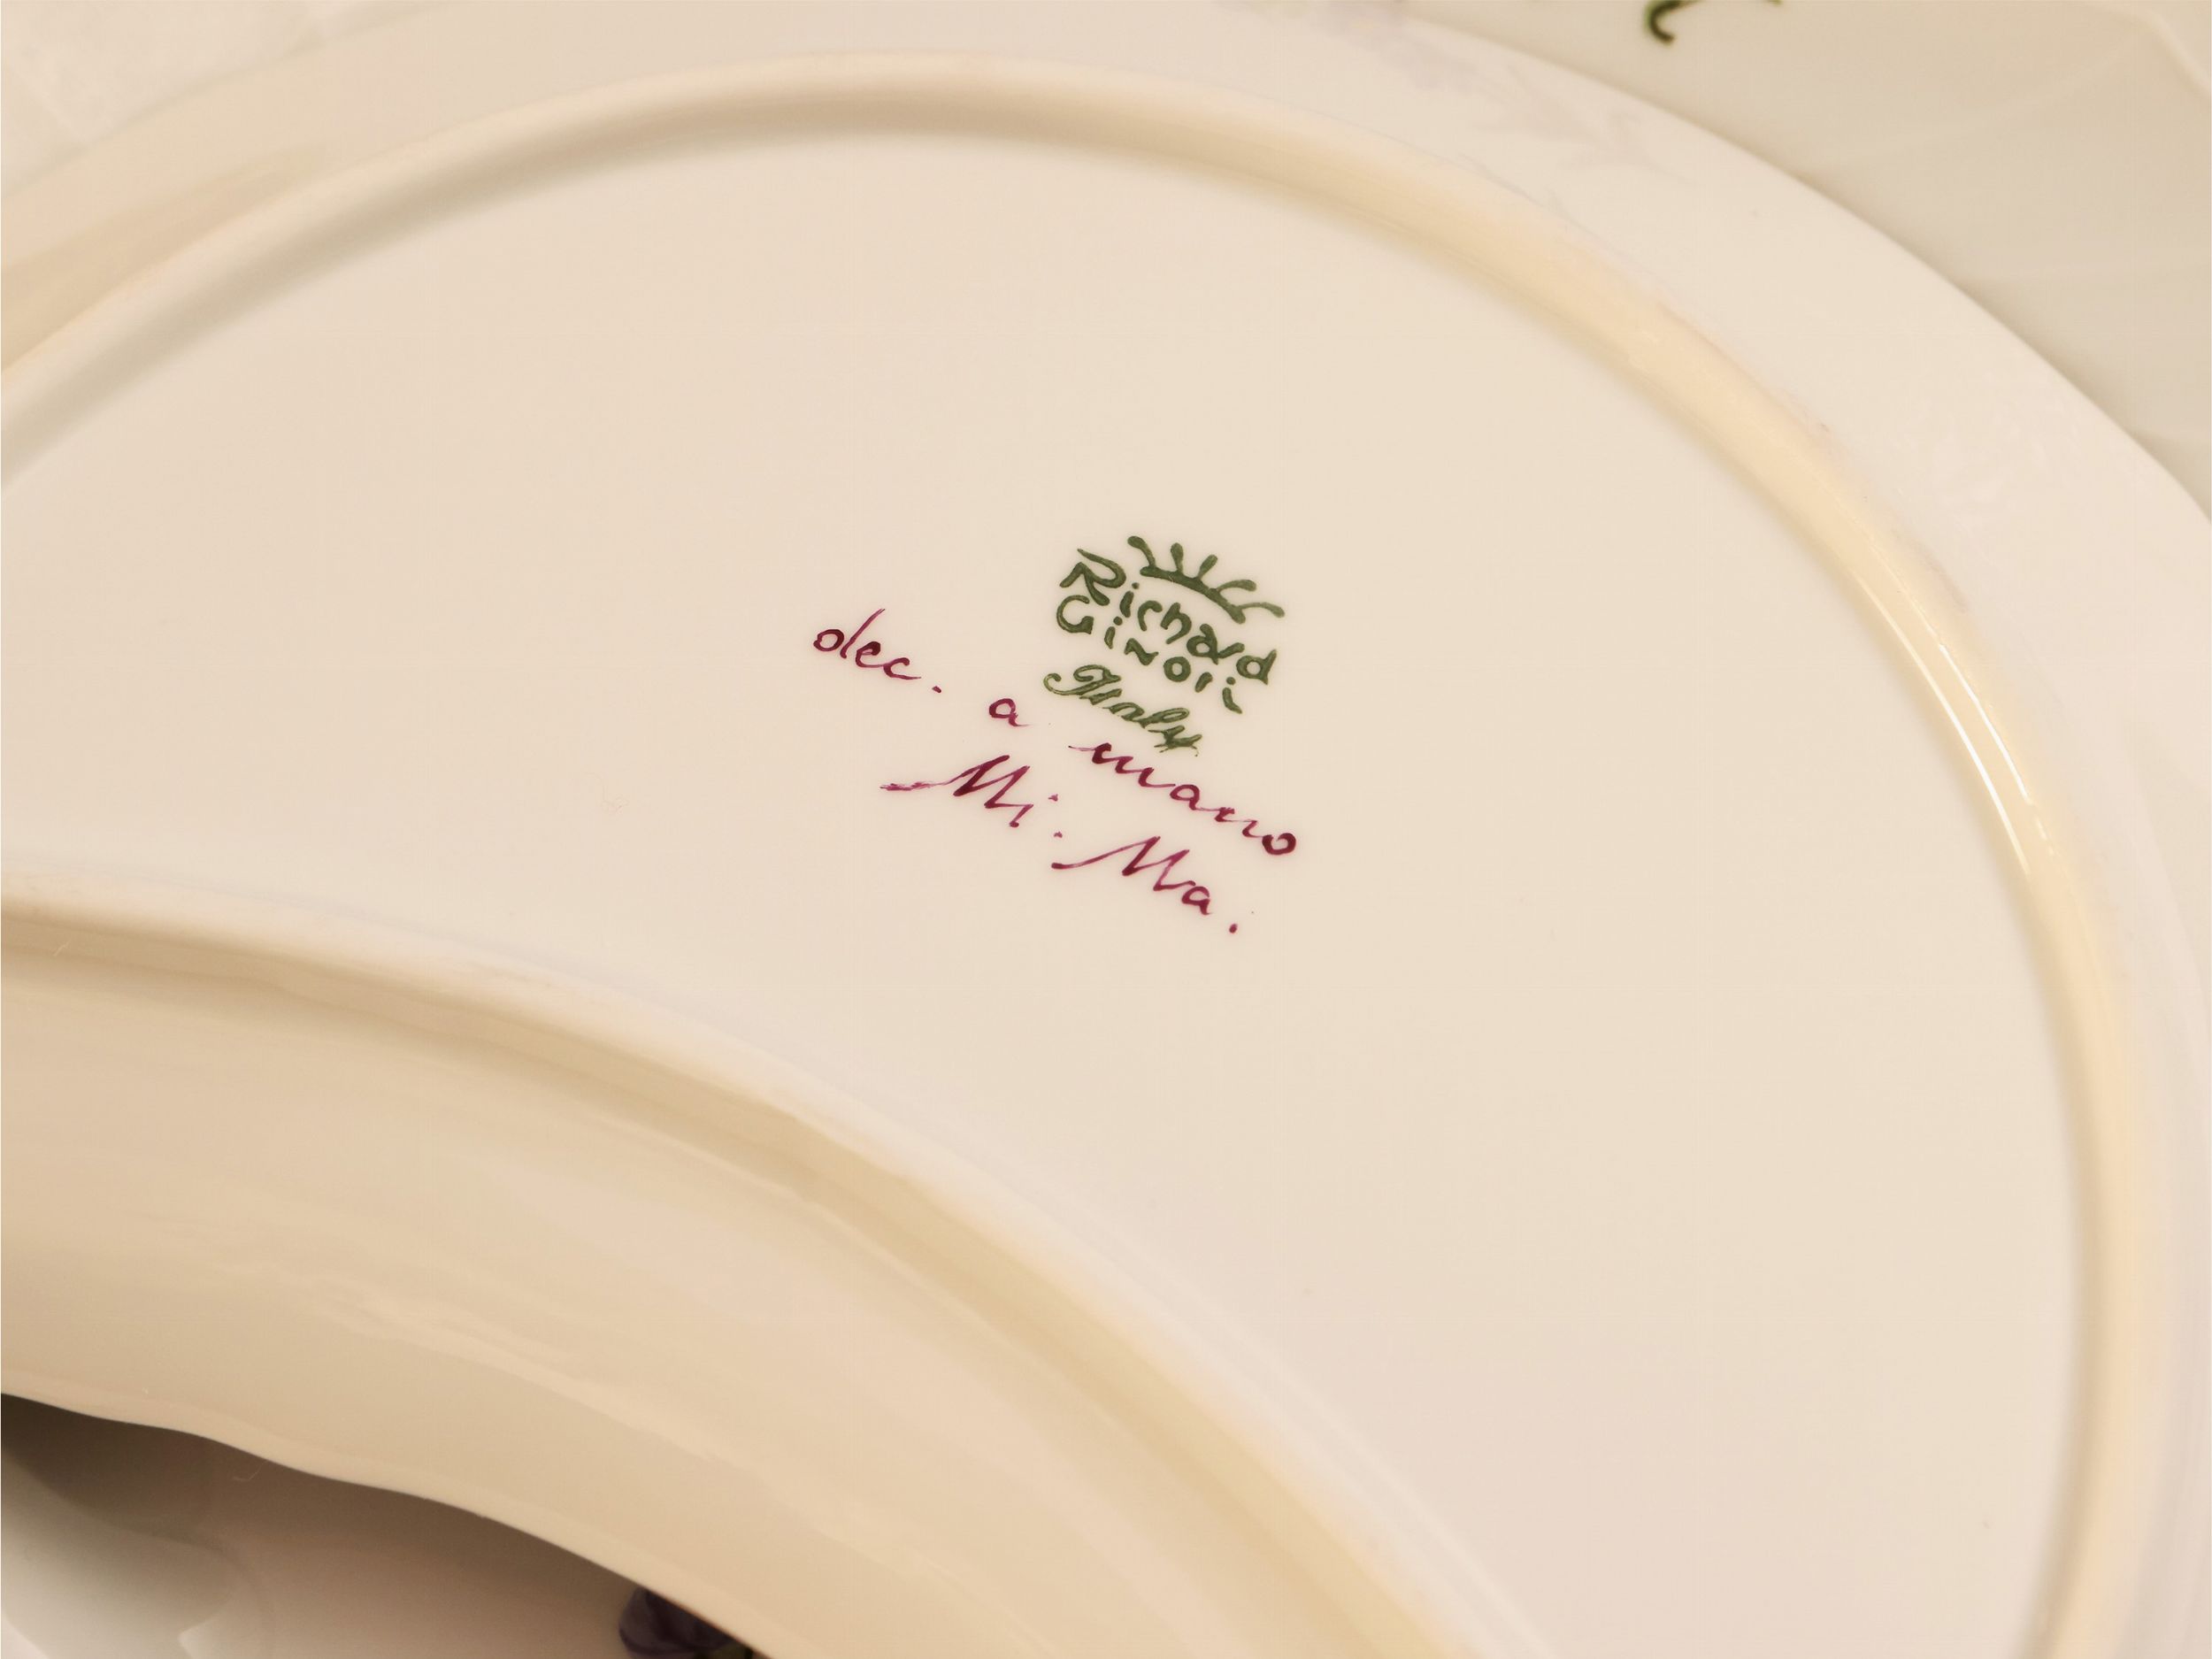 Richard
Ginori
Italy
dec. a mano
Mi. Ma.